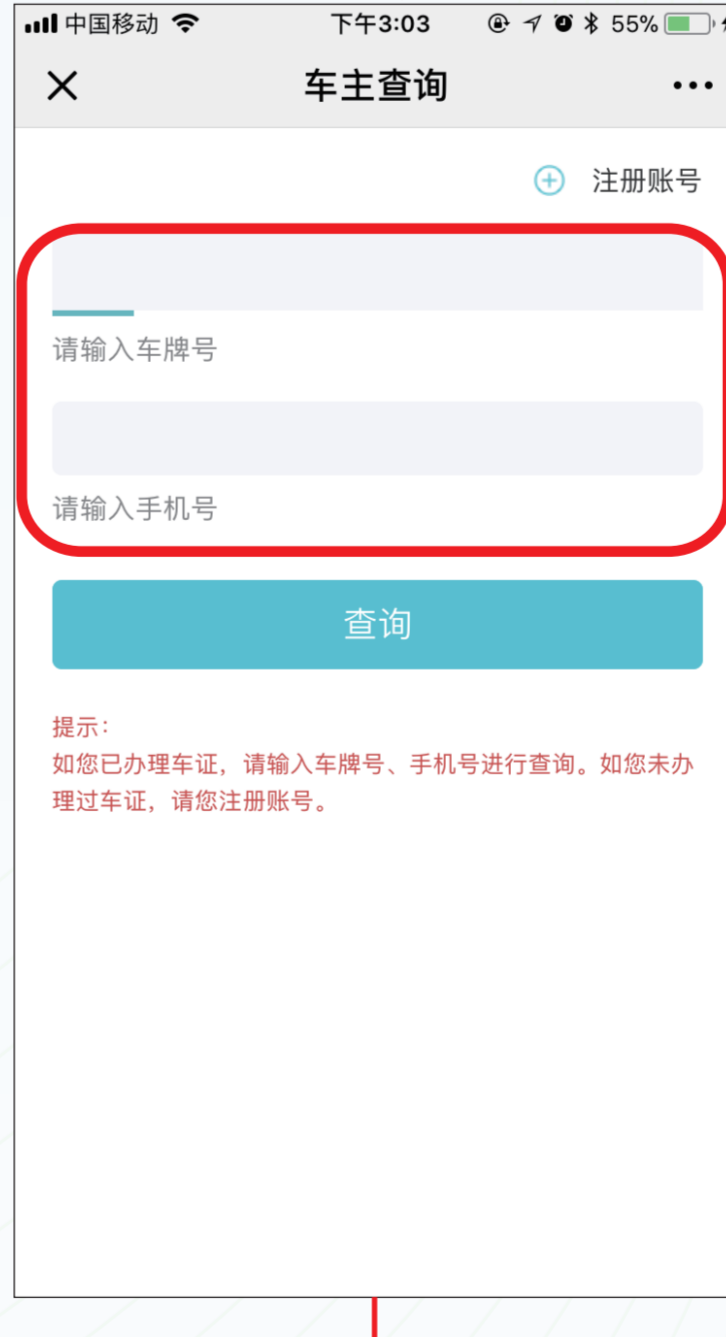 中国移动 下午3:03 55%
车主查询
注册账号
请输入车牌号
请输入手机号
查询
提示：
如您已办理车证，请输入车牌号、手机号进行查询。如您未办
理过车证，请您注册账号。